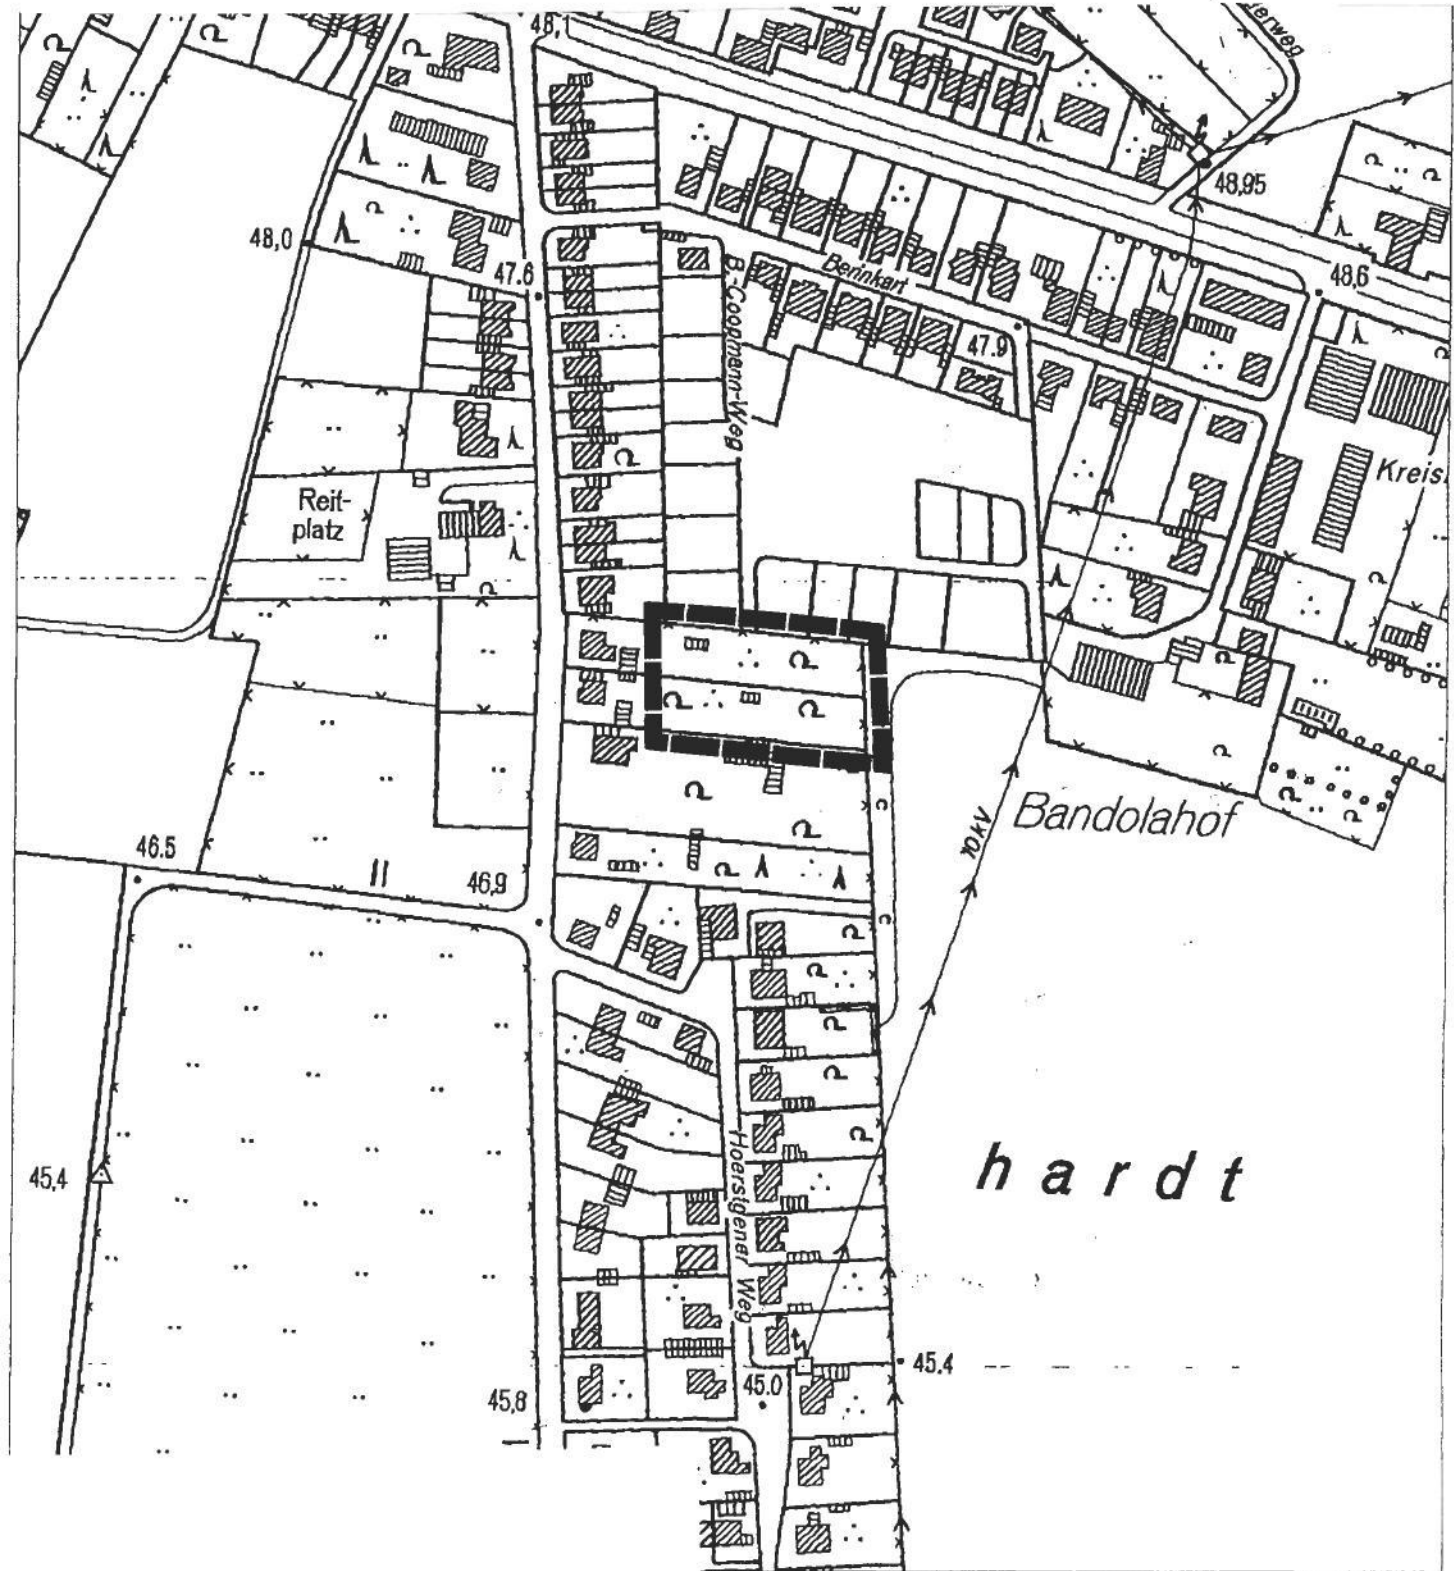 48,1
48,95
48,0
47.6
Berinkart
48,6
B.-Coopmann-Weg
47.9
Kreis
Reit-
platz
10kV
Bandolahof
46.5
46,9
II
hardt
45,4
Hoerstgener Weg
45,4
45,8
45.0